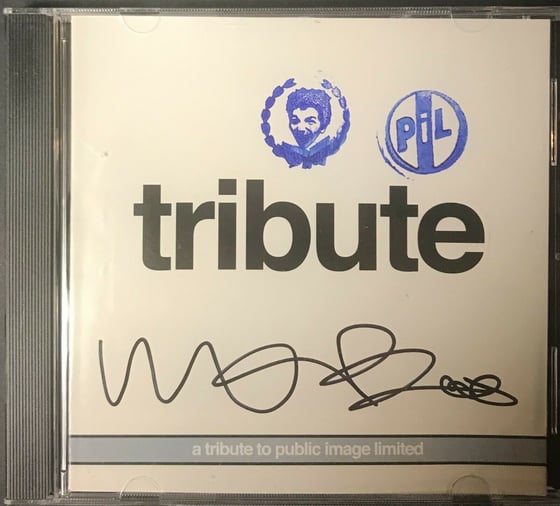 PiL
tribute
a tribute to public image limited